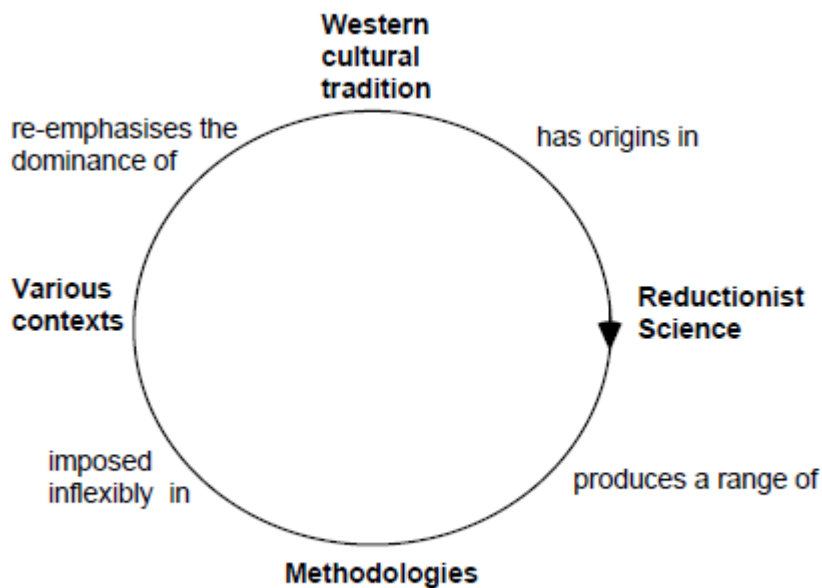 Western
cultural
tradition
has origins in
Reductionist
Science
produces a range of
Methodologies
imposed
inflexibly in
Various
contexts
re-emphasises the
dominance of